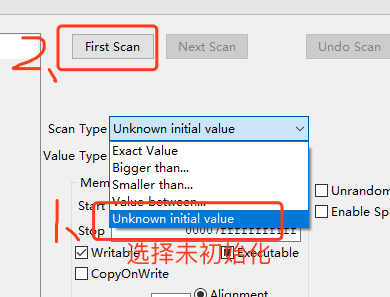 2、
First Scan
Next Scan
Undo Scan
Scan Type
Unknown initial value
Value Type
Exact Value
Bigger than...
Smaller than...
Value between...
Unknown initial value
Mem
Start
Stop
00007fffffffffff
Unrandom
Enable Spe
1、
Writable
Executable
选择未初始化
CopyOnWrite
Alignment